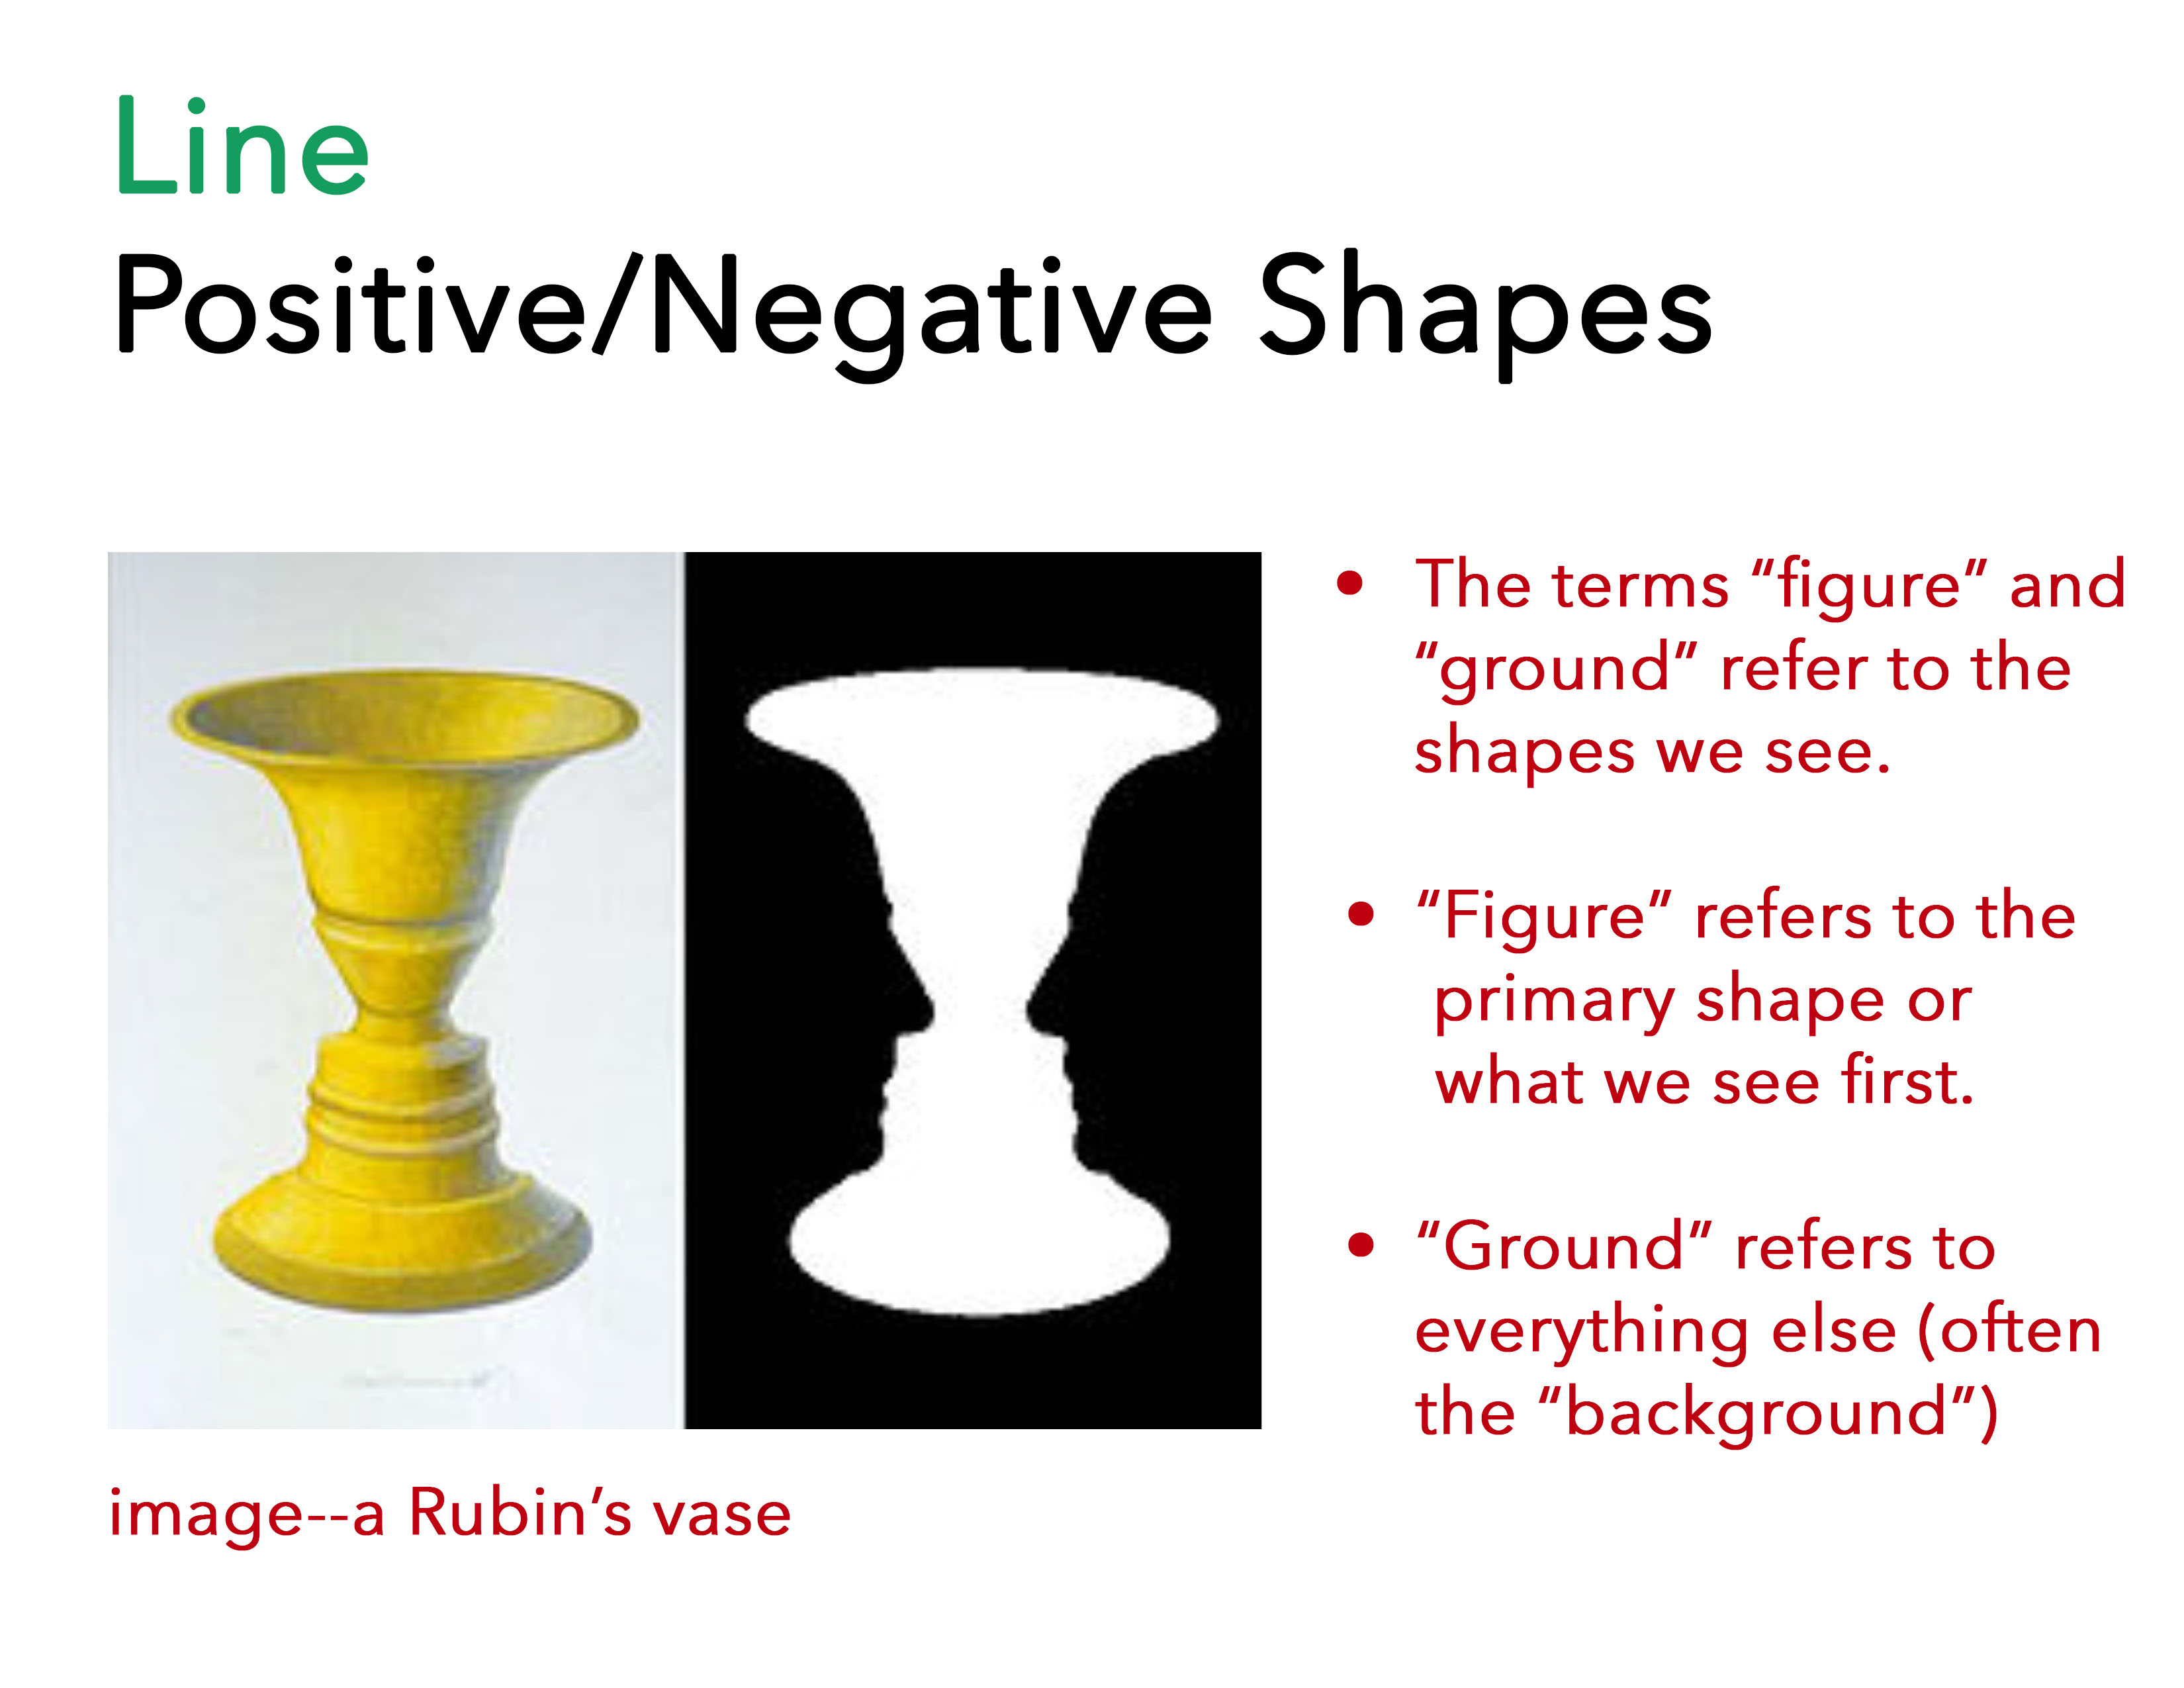 Line
Positive/Negative Shapes
• The terms “figure” and
“ground” refer to the
shapes we see.
• “Figure” refers to the
primary shape or
what we see first.
• “Ground” refers to
everything else (often
the “background”)
image--a Rubin’s vase